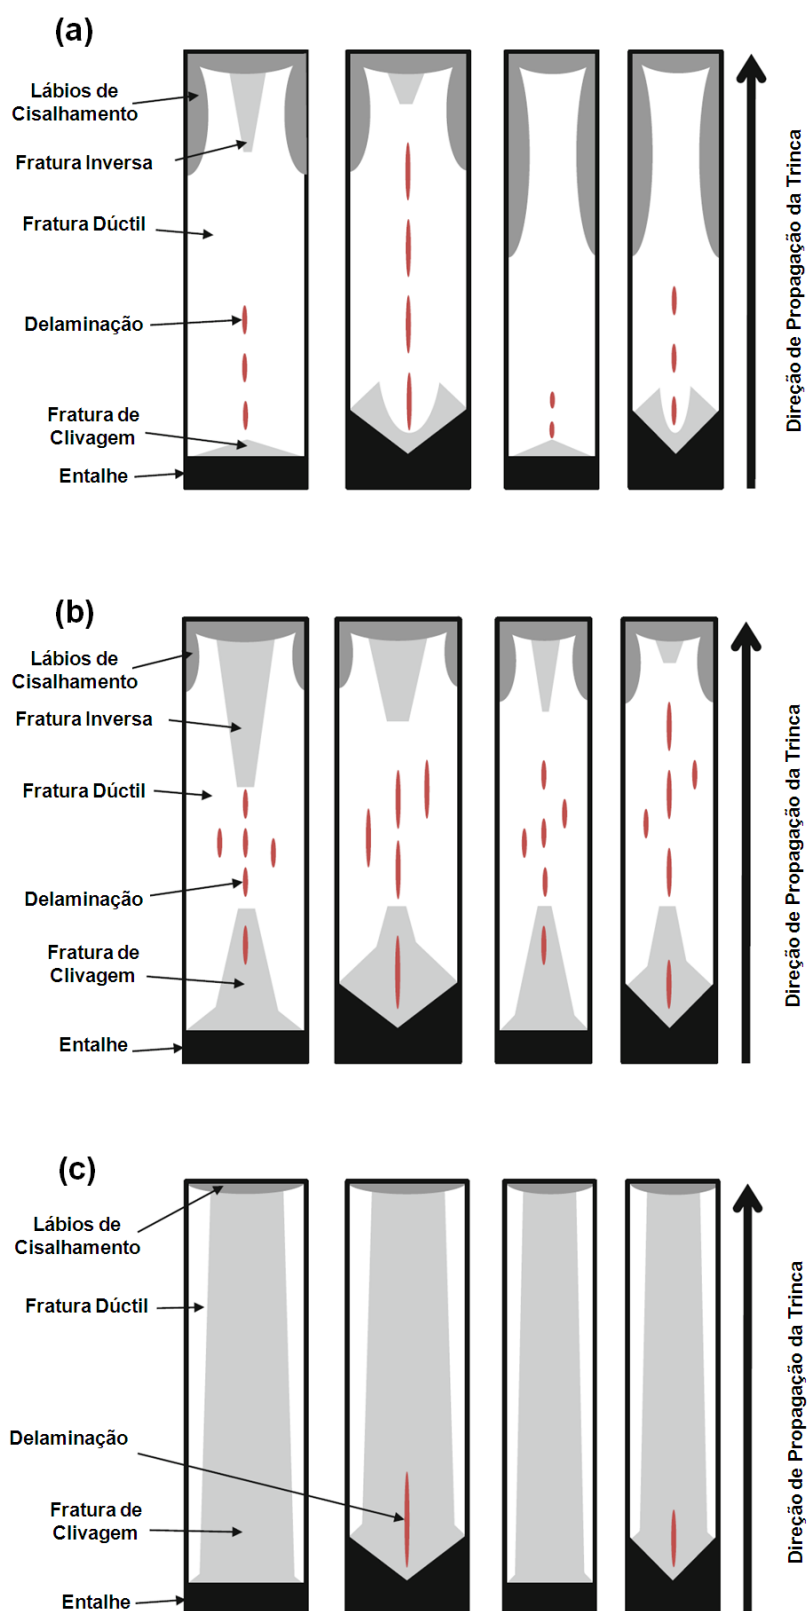 (a)
Lábios de
Cisalhamento
Fratura Inversa
Fratura Dúctil
Delaminação
Fratura de
Clivagem
Entalhe
Direção de Propagação da Trinca
(b)
Lábios de
Cisalhamento
Fratura Inversa
Fratura Dúctil
Delaminação
Fratura de
Clivagem
Entalhe
Direção de Propagação da Trinca
(c)
Lábios de
Cisalhamento
Fratura Dúctil
Delaminação
Fratura de
Clivagem
Entalhe
Direção de Propagação da Trinca